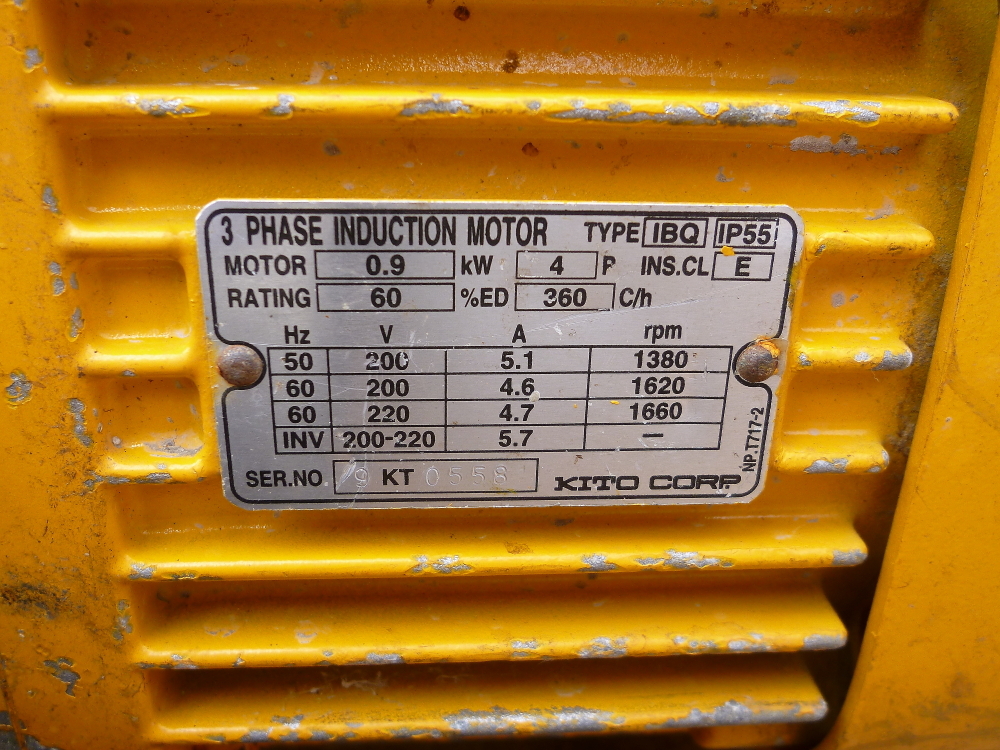 3 PHASE INDUCTION MOTOR TYPE IBQ IP55
MOTOR 0.9 kW 4 P INS.CL E
RATING 60 %ED 360 C/h
Hz V A rpm
50 200 5.1 1380
60 200 4.6 1620
60 220 4.7 1660
INV 200-220 5.7 —
SER.NO. 9 KT 0558 KITO CORP.
NP.T717-2